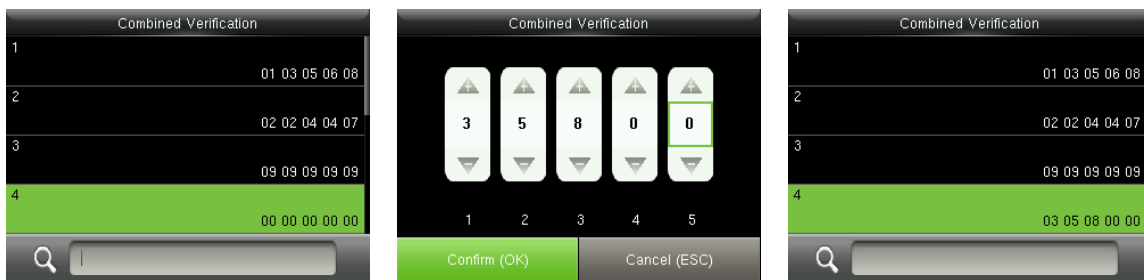 Combined Verification
1
01 03 05 06 08
2
02 02 04 04 07
3
09 09 09 09 09
4
00 00 00 00 00
Combined Verification
3 5 8 0 0
1 2 3 4 5
Confirm (OK) Cancel (ESC)
Combined Verification
1
01 03 05 06 08
2
02 02 04 04 07
3
09 09 09 09 09
4
03 05 08 00 00